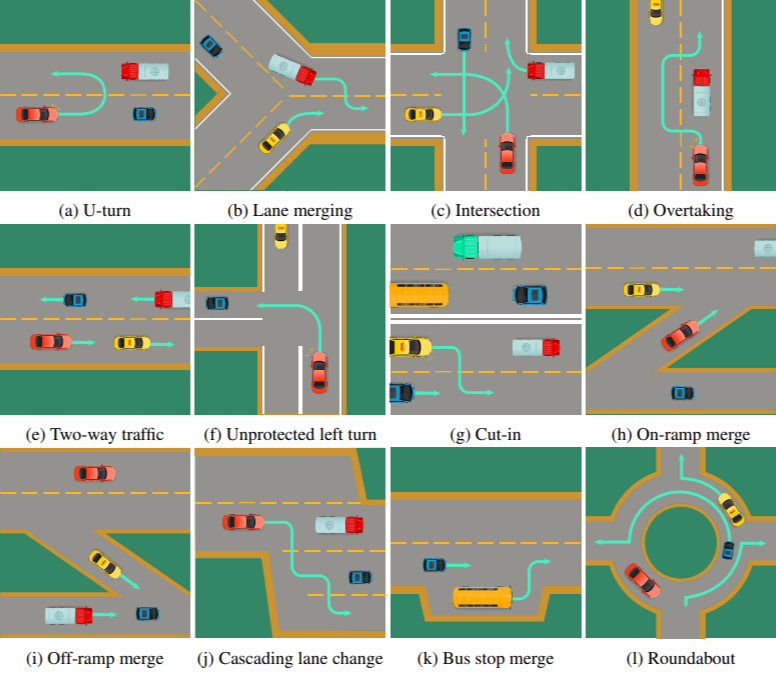 (a) U-turn
(b) Lane merging
(c) Intersection
(d) Overtaking
(e) Two-way traffic
(f) Unprotected left turn
(g) Cut-in
(h) On-ramp merge
(i) Off-ramp merge
(j) Cascading lane change
(k) Bus stop merge
(l) Roundabout